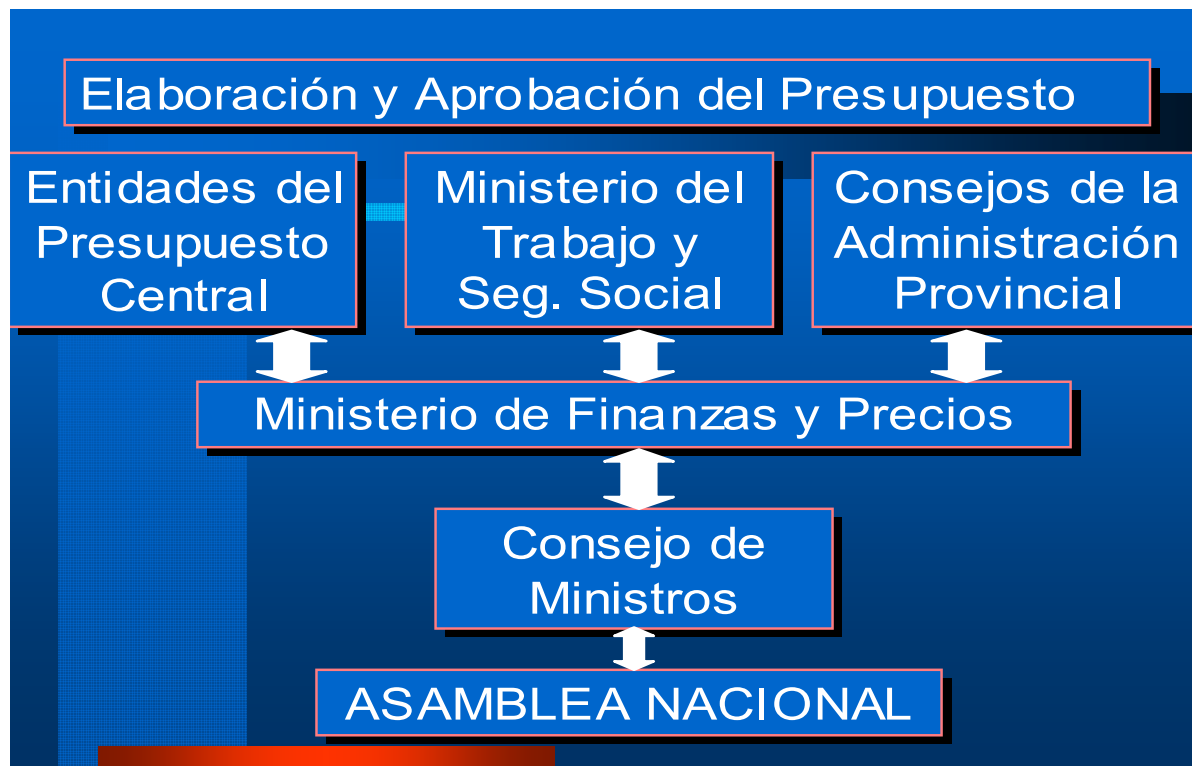 Elaboración y Aprobación del Presupuesto
Entidades del
Presupuesto
Central
Ministerio del
Trabajo y
Seg. Social
Consejos de la
Administración
Provincial
Ministerio de Finanzas y Precios
Consejo de
Ministros
ASAMBLEA NACIONAL